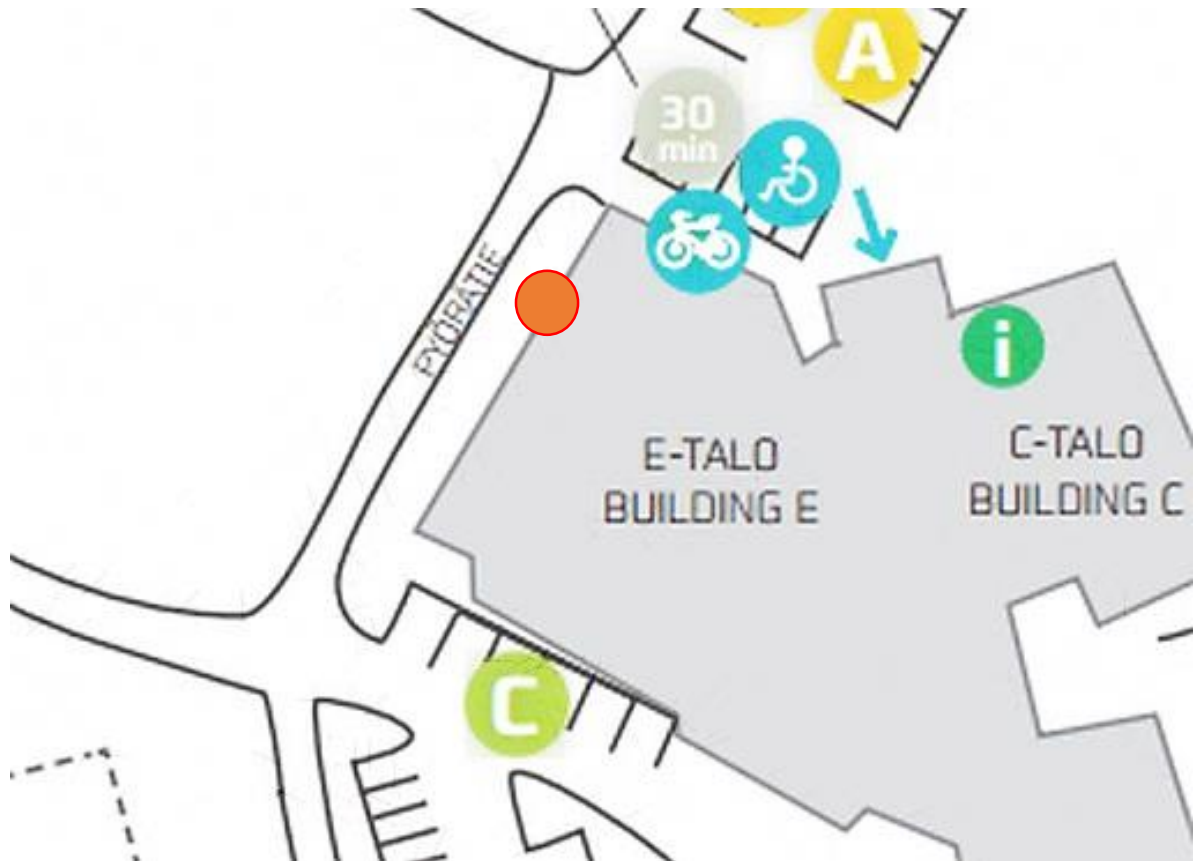 A
30
min
PYÖRÄTIE
i
E-TALO
BUILDING E
C-TALO
BUILDING C
C